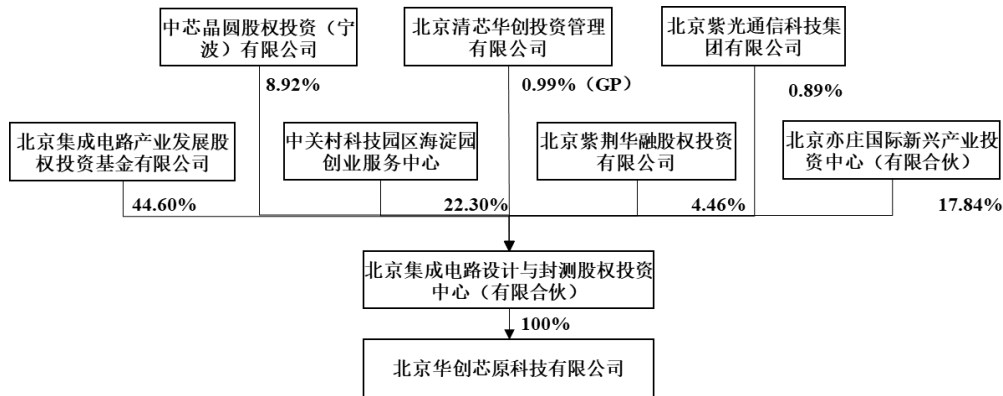 中芯晶圆股权投资（宁
波）有限公司
北京清芯华创投资管理
有限公司
北京紫光通信科技集
团有限公司
8.92%
0.99%（GP）
0.89%
北京集成电路产业发展股
权投资基金有限公司
中关村科技园区海淀园
创业服务中心
北京紫荆华融股权投资
有限公司
北京亦庄国际新兴产业投
资中心（有限合伙）
44.60%
22.30%
4.46%
17.84%
北京集成电路设计与封测股权投资
中心（有限合伙）
100%
北京华创芯原科技有限公司